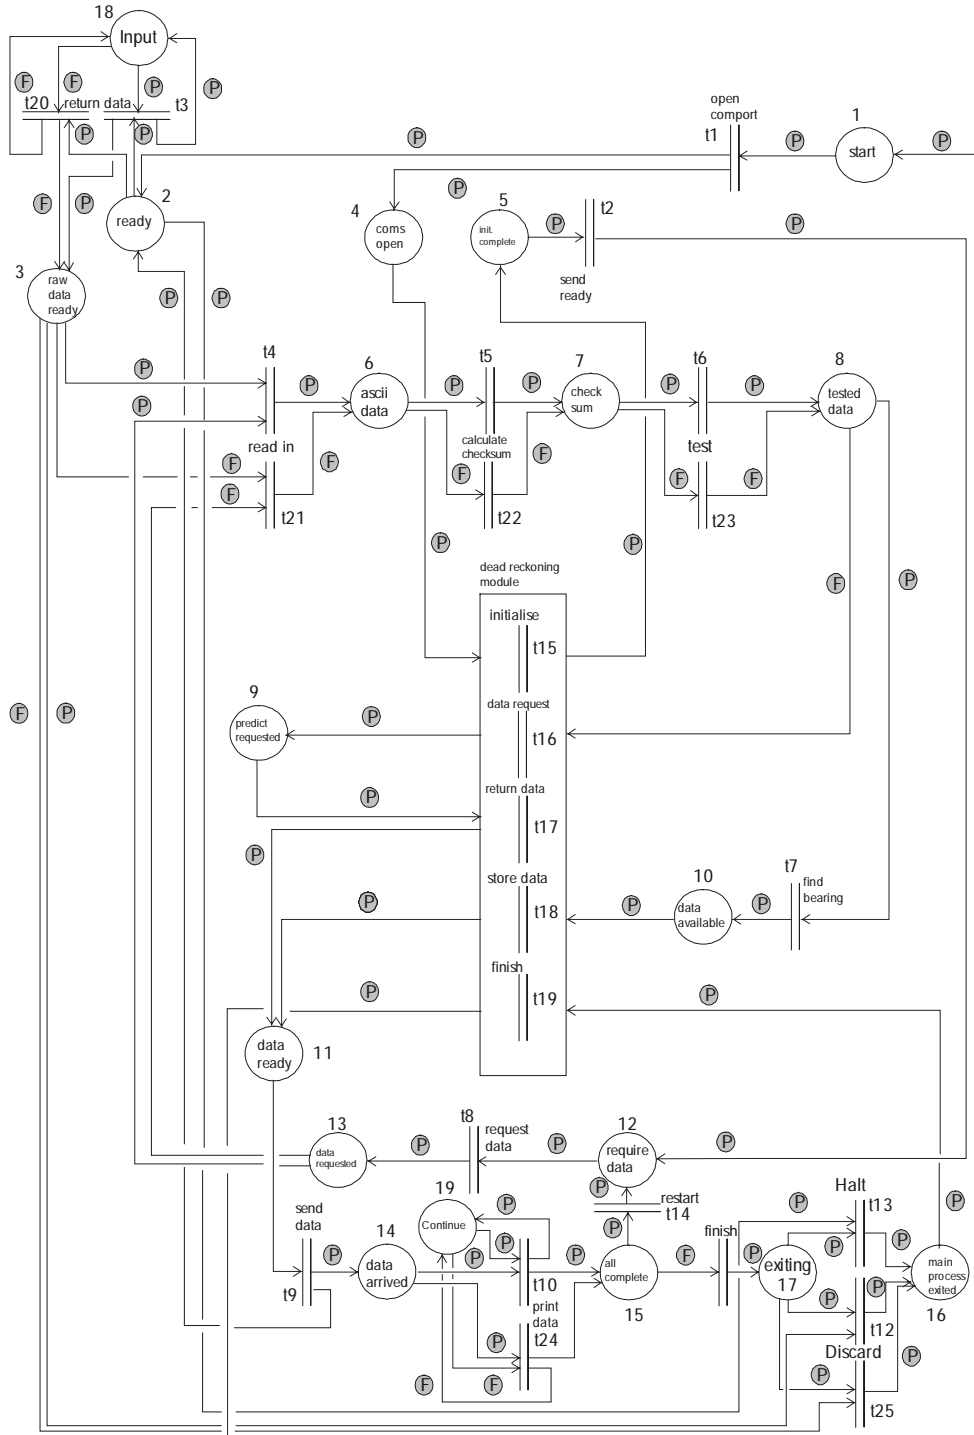 18
Input
F
F
P
P
t20
return data
t3
P
P
F
P
open
comport
t1
1
start
P
P
P
P
2
ready
4
coms
open
5
init.
complete
P
t2
P
send
ready
3
raw
data
ready
P
P
t4
P
P
read in
F
F
t21
P
F
6
ascii
data
P
F
t5
calculate
checksum
t22
P
F
7
check
sum
P
F
t6
test
t23
P
F
8
tested
data
P
P
F
P
dead reckoning
module
initialise
t15
data request
t16
return data
t17
store data
t18
finish
t19
F
P
9
predict
requested
P
P
P
P
P
10
data
available
P
P
t7
find
bearing
P
data
ready
11
13
data
requested
P
t8
request
data
P
12
require
data
P
P
restart
t14
P
send
data
t9
P
14
data
arrived
19
Continue
P
P
P
t10
print
data
t24
P
F
F
P
all
complete
15
F
finish
P
exiting
17
P
P
P
P
Halt
t13
t12
Discard
t25
P
P
P
P
main
process
exited
16